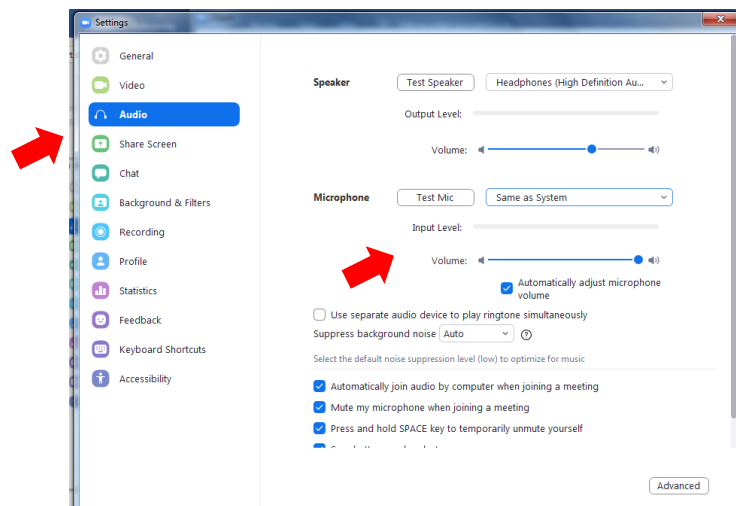 Settings
General
Video
Audio
Share Screen
Chat
Background & Filters
Recording
Profile
Statistics
Feedback
Keyboard Shortcuts
Accessibility
Speaker
Test Speaker
Headphones (High Definition Au...
Output Level:
Volume:
Microphone
Test Mic
Same as System
Input Level:
Volume:
Automatically adjust microphone
volume
Use separate audio device to play ringtone simultaneously
Suppress background noise Auto
Select the default noise suppression level (low) to optimize for music
Automatically join audio by computer when joining a meeting
Mute my microphone when joining a meeting
Press and hold SPACE key to temporarily unmute yourself
Advanced